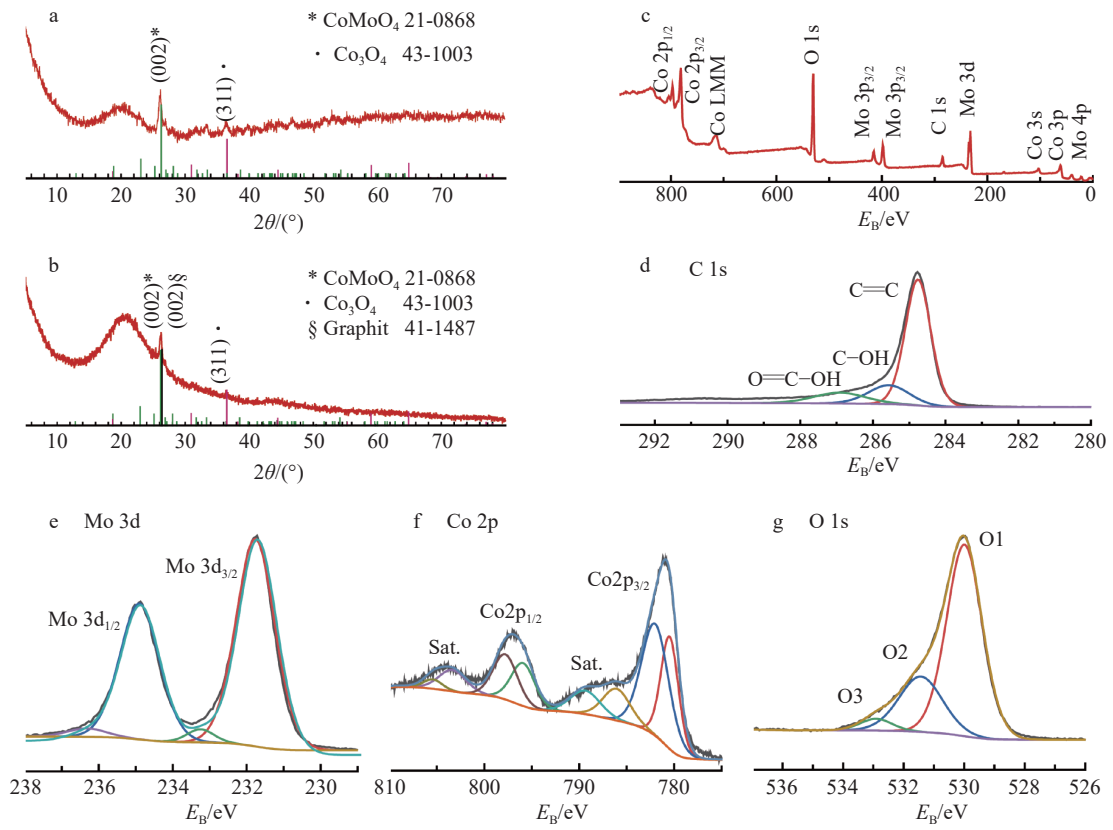 a
* CoMoO₄ 21-0868
· Co₃O₄ 43-1003
(002)*
(311) ·
10 20 30 40 50 60 70
2θ/(°)
b
* CoMoO₄ 21-0868
· Co₃O₄ 43-1003
§ Graphit 41-1487
(002)*
(002)§
(311) ·
10 20 30 40 50 60 70
2θ/(°)
c
Co 2p₁/₂
Co 2p₃/₂
Co LMM
O 1s
Mo 3p₃/₂
Mo 3p₃/₂
C 1s
Mo 3d
Co 3s
Co 3p
Mo 4p
800 600 400 200 0
E_B/eV
d C 1s
C=C
C–OH
O=C–OH
292 290 288 286 284 282 280
E_B/eV
e Mo 3d
Mo 3d₃/₂
Mo 3d₁/₂
238 236 234 232 230
E_B/eV
f Co 2p
Co2p₃/₂
Co2p₁/₂
Sat.
Sat.
810 800 790 780
E_B/eV
g O 1s
O1
O2
O3
536 534 532 530 528 526
E_B/eV